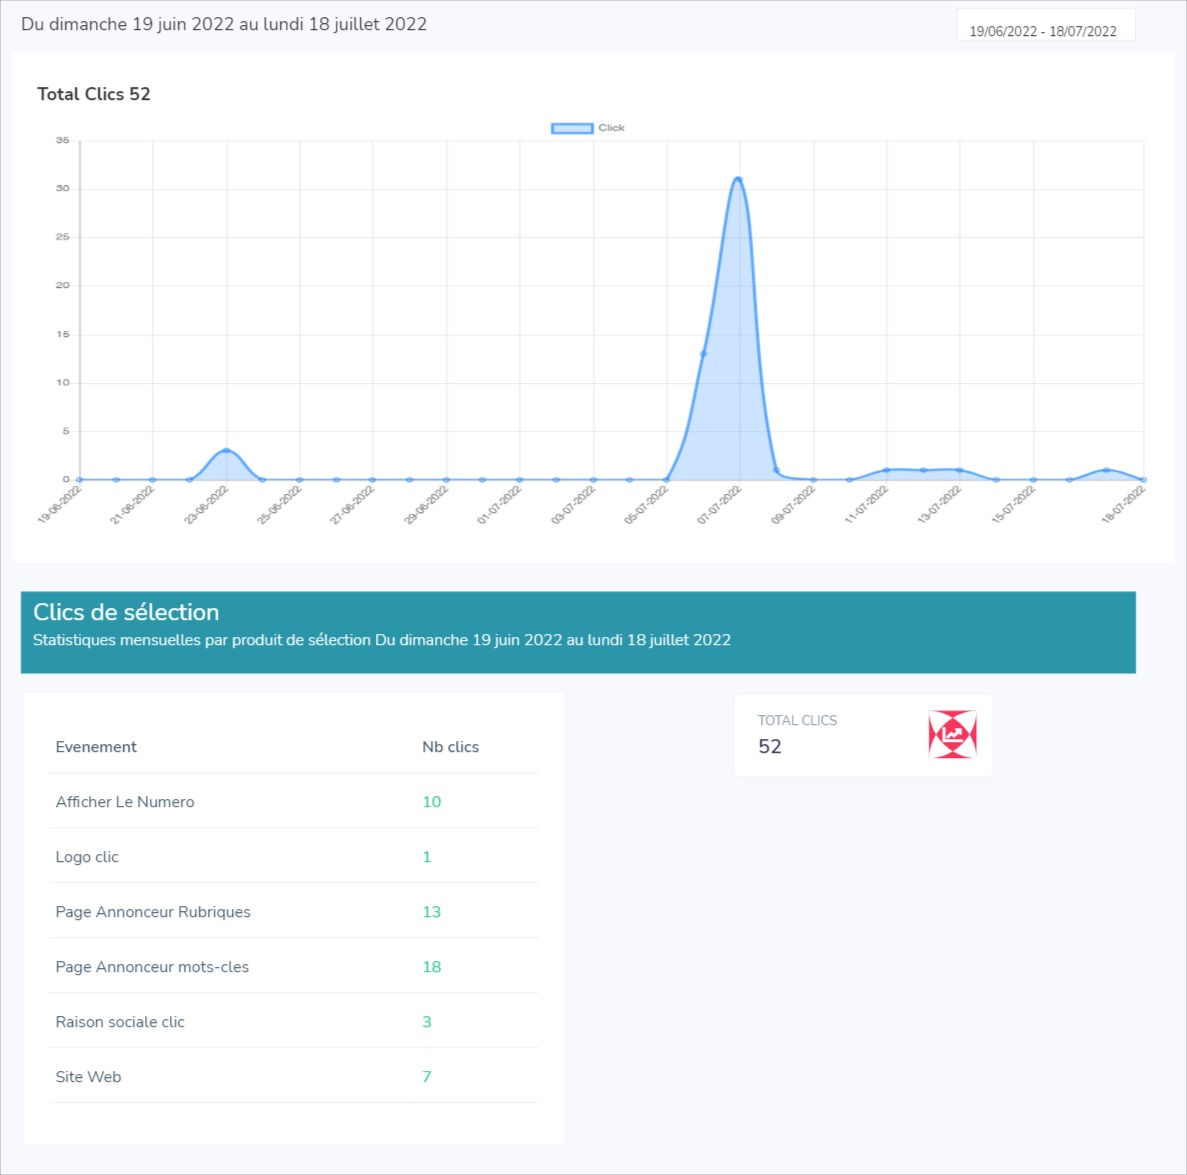 Du dimanche 19 juin 2022 au lundi 18 juillet 2022
19/06/2022 - 18/07/2022
Total Clics 52
Click
35
30
25
20
15
10
5
0
19-06-2022
21-06-2022
23-06-2022
25-06-2022
27-06-2022
29-06-2022
01-07-2022
03-07-2022
05-07-2022
07-07-2022
09-07-2022
11-07-2022
13-07-2022
15-07-2022
18-07-2022
Clics de sélection
Statistiques mensuelles par produit de sélection Du dimanche 19 juin 2022 au lundi 18 juillet 2022
Evenement Nb clics
Afficher Le Numero 10
Logo clic 1
Page Annonceur Rubriques 13
Page Annonceur mots-cles 18
Raison sociale clic 3
Site Web 7
TOTAL CLICS
52